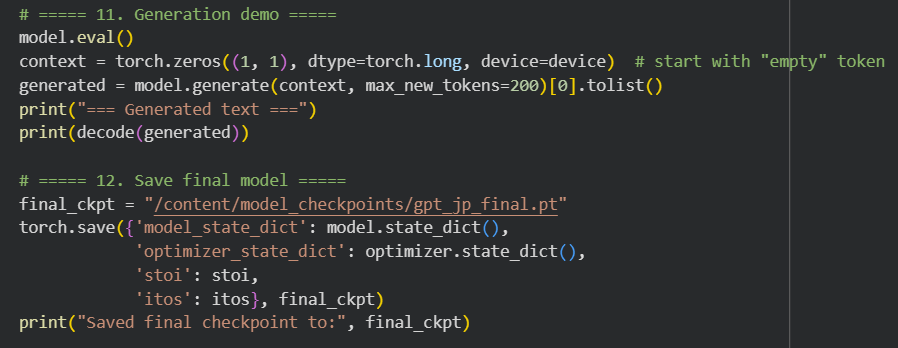 # ===== 11. Generation demo =====
model.eval()
context = torch.zeros((1, 1), dtype=torch.long, device=device)  # start with "empty" token
generated = model.generate(context, max_new_tokens=200)[0].tolist()
print("=== Generated text ===")
print(decode(generated))

# ===== 12. Save final model =====
final_ckpt = "/content/model_checkpoints/gpt_jp_final.pt"
torch.save({'model_state_dict': model.state_dict(),
            'optimizer_state_dict': optimizer.state_dict(),
            'stoi': stoi,
            'itos': itos}, final_ckpt)
print("Saved final checkpoint to:", final_ckpt)